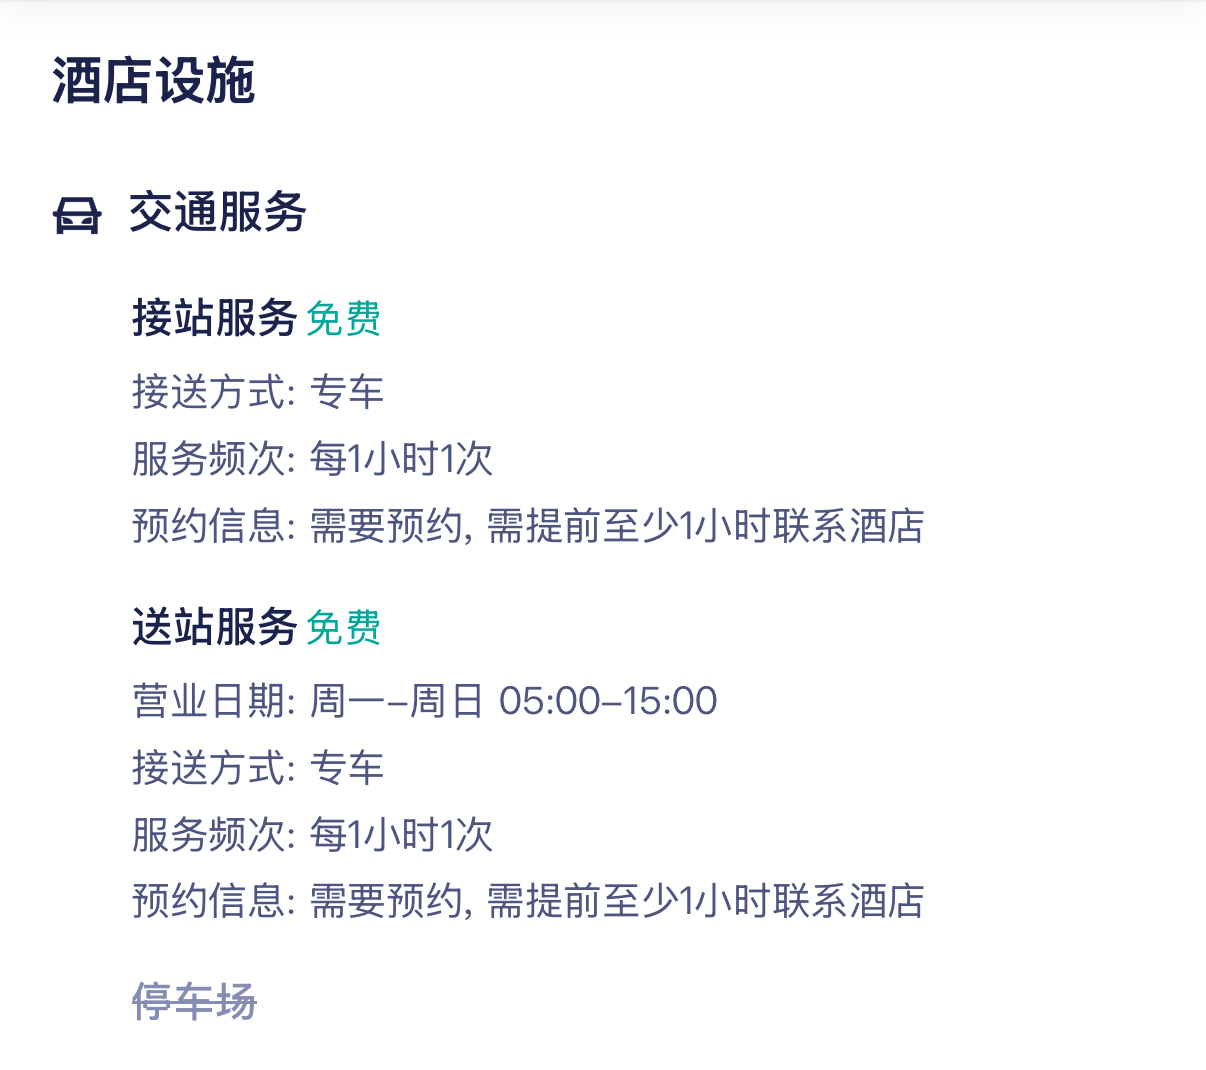 酒店设施
交通服务
接站服务 免费
接送方式: 专车
服务频次: 每1小时1次
预约信息: 需要预约, 需提前至少1小时联系酒店
送站服务 免费
营业日期: 周一–周日 05:00–15:00
接送方式: 专车
服务频次: 每1小时1次
预约信息: 需要预约, 需提前至少1小时联系酒店
停车场